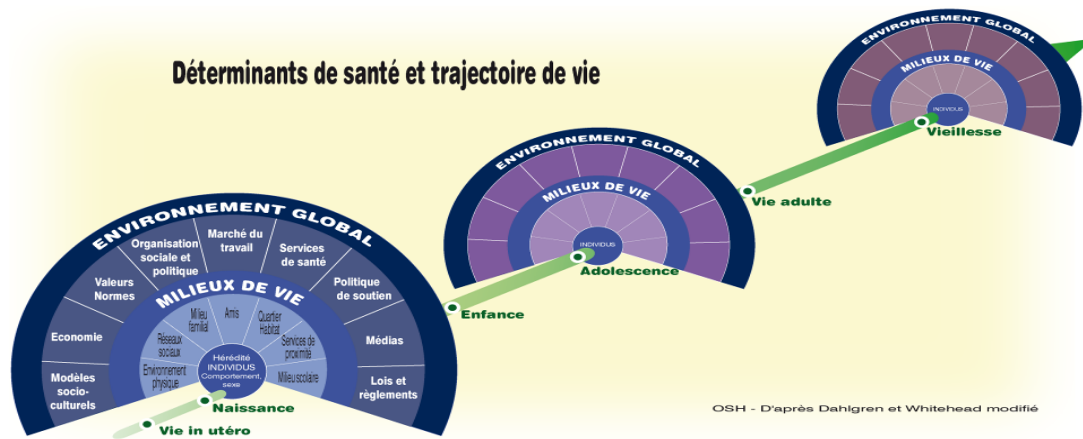 Déterminants de santé et trajectoire de vie
ENVIRONNEMENT GLOBAL
MILIEUX DE VIE
INDIVIDUS
Vieillesse
Vie adulte
ENVIRONNEMENT GLOBAL
MILIEUX DE VIE
INDIVIDUS
Adolescence
Enfance
ENVIRONNEMENT GLOBAL
Modèles
socio-
culturels
Economie
Valeurs
Normes
Organisation
sociale et
politique
Marché du
travail
Services
de santé
Politique
de soutien
Médias
Lois et
règlements
MILIEUX DE VIE
Environnement
physique
Réseaux
sociaux
Milieu
familial
Amis
Quartier
Habitat
Services de
proximité
Milieu scolaire
Hérédité
INDIVIDUS
Comportement,
sexe
Naissance
Vie in utéro
OSH - D'après Dahlgren et Whitehead modifié